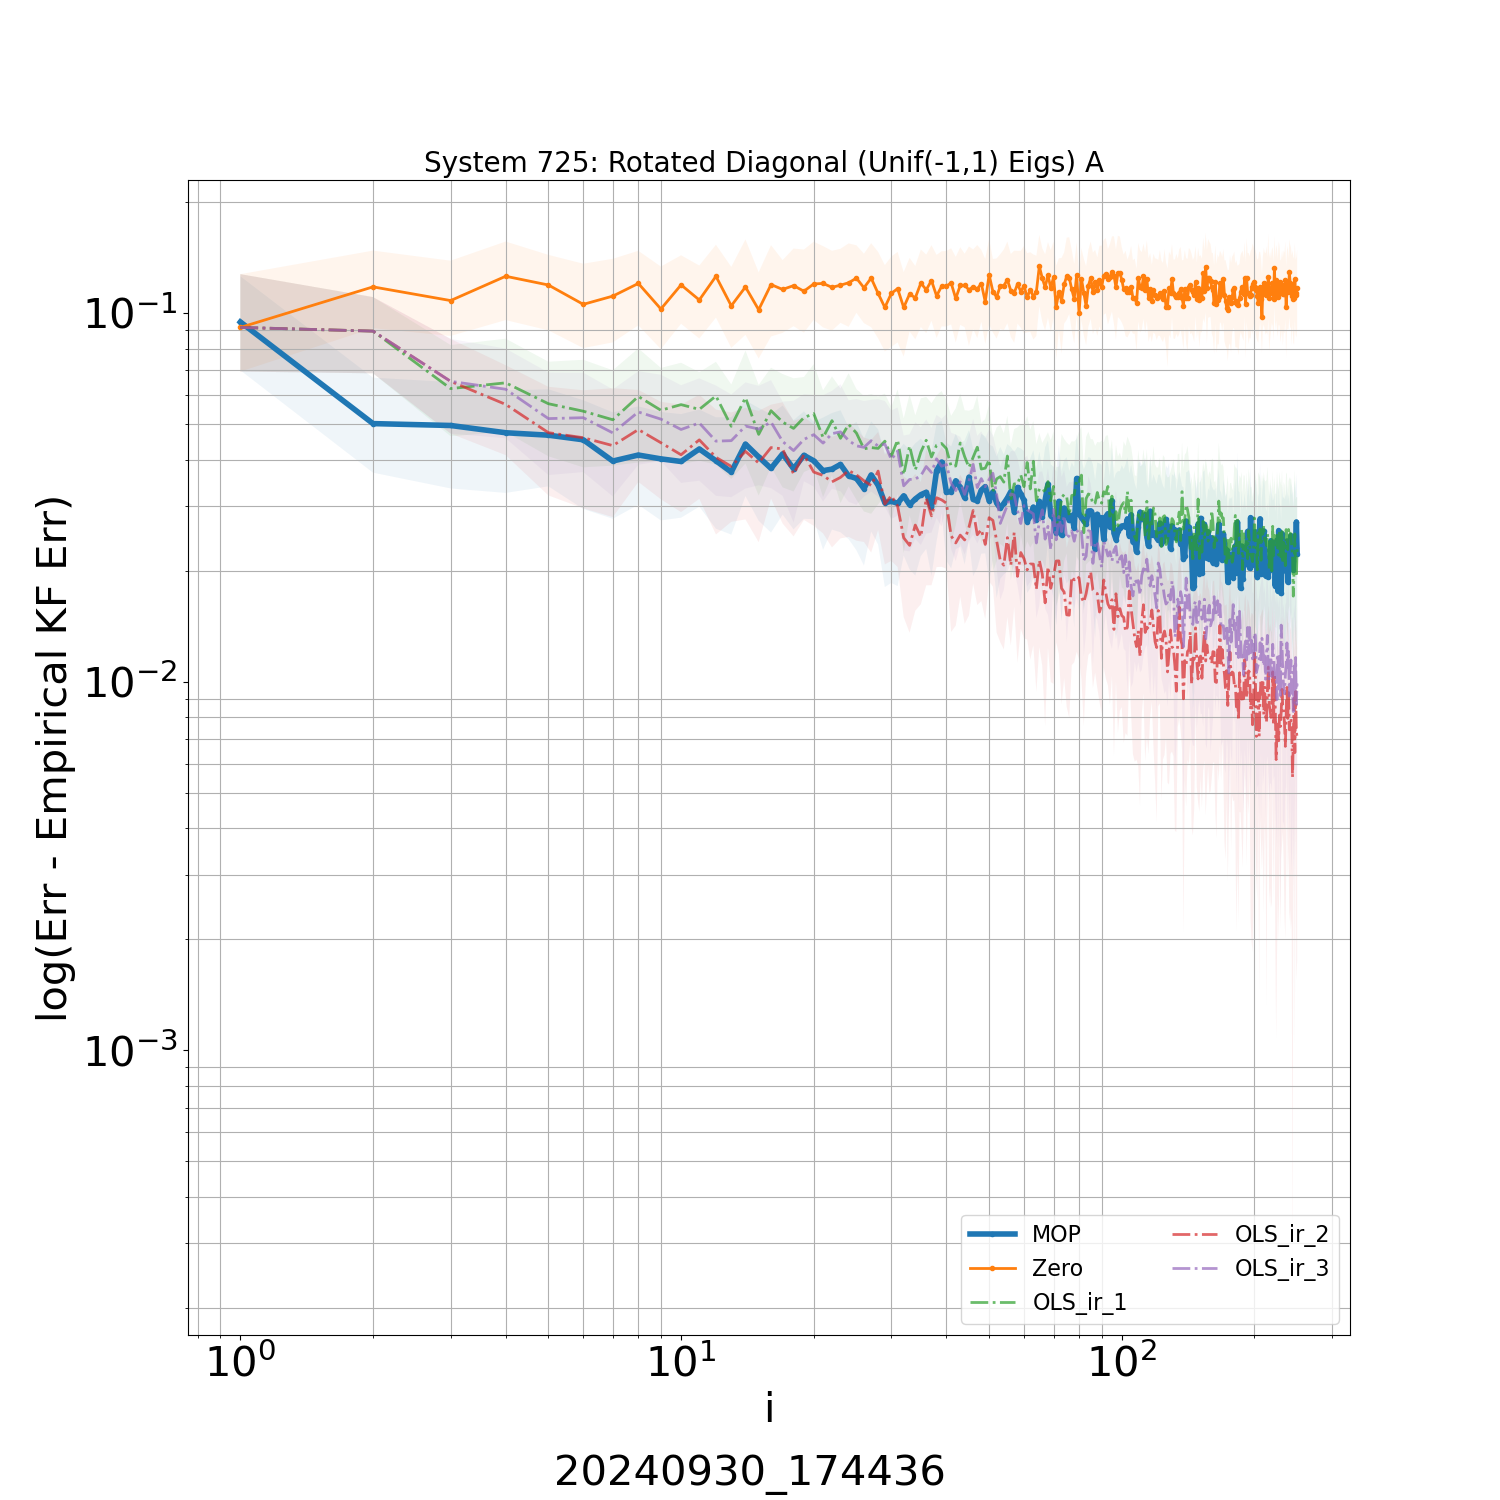 System 725: Rotated Diagonal (Unif(-1,1) Eigs) A
log(Err - Empirical KF Err)
10⁻¹
10⁻²
10⁻³
10⁰
10¹
10²
MOP
Zero
OLS_ir_1
OLS_ir_2
OLS_ir_3
i
20240930_174436